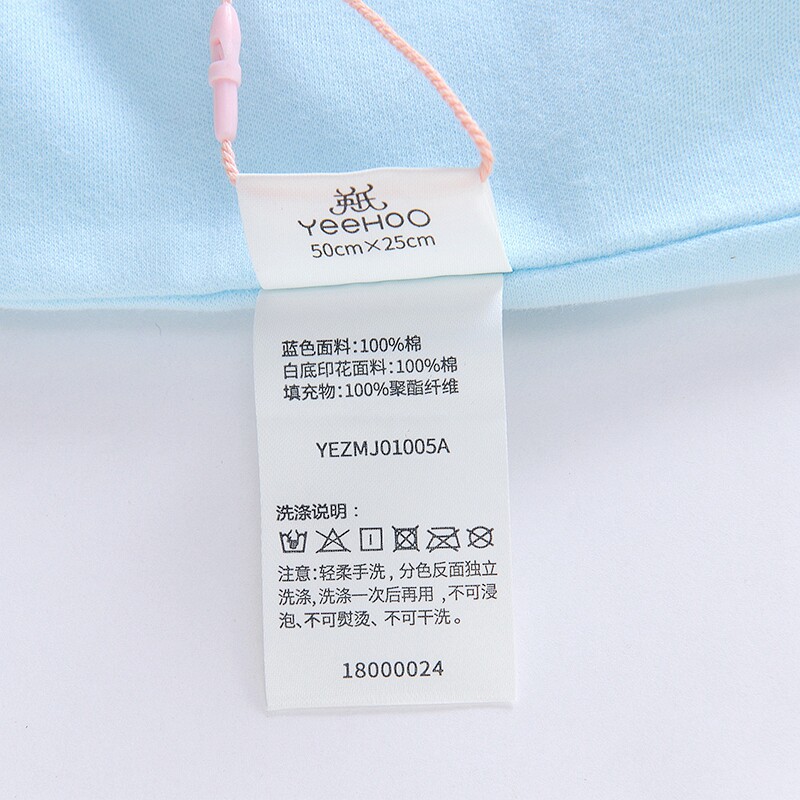 英氏
YeeHOO
50cm×25cm
蓝色面料:100%棉
白底印花面料:100%棉
填充物:100%聚酯纤维
YEZMJ01005A
洗涤说明:
注意:轻柔手洗,分色反面独立
洗涤,洗涤一次后再用,不可浸
泡、不可熨烫、不可干洗。
18000024